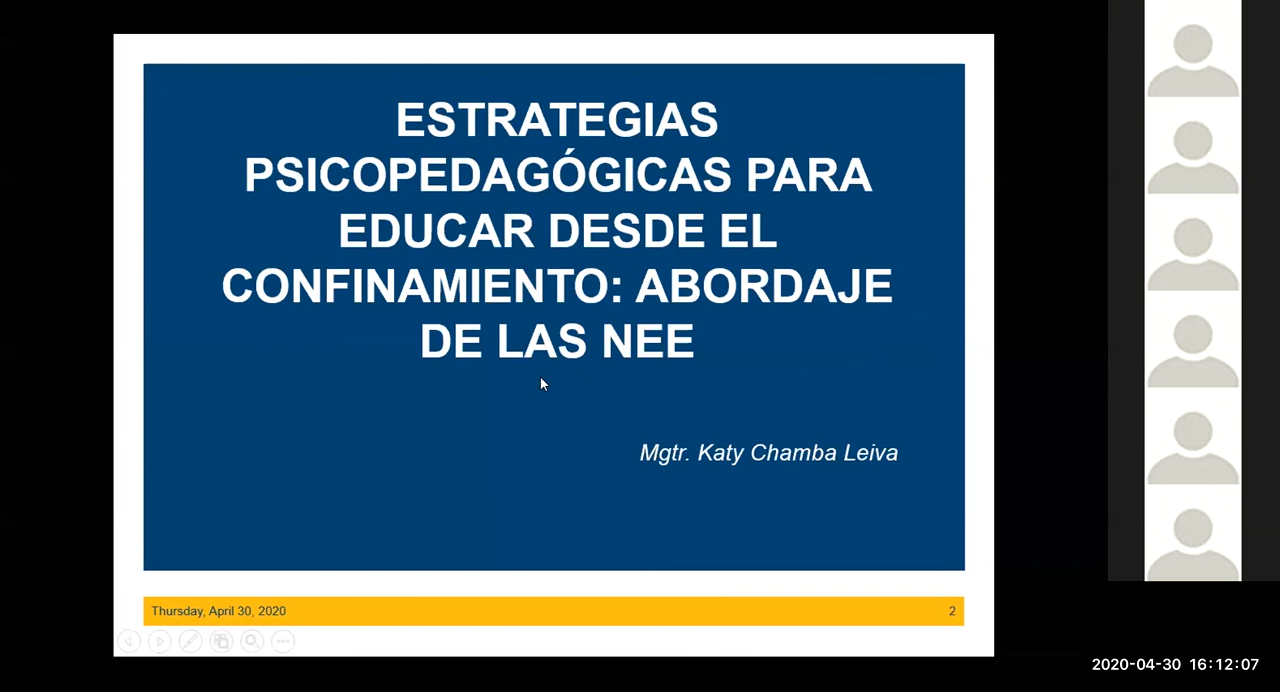 ESTRATEGIAS
PSICOPEDAGÓGICAS PARA
EDUCAR DESDE EL
CONFINAMIENTO: ABORDAJE
DE LAS NEE
Mgtr. Katy Chamba Leiva
Thursday, April 30, 2020
2
2020-04-30 16:12:07